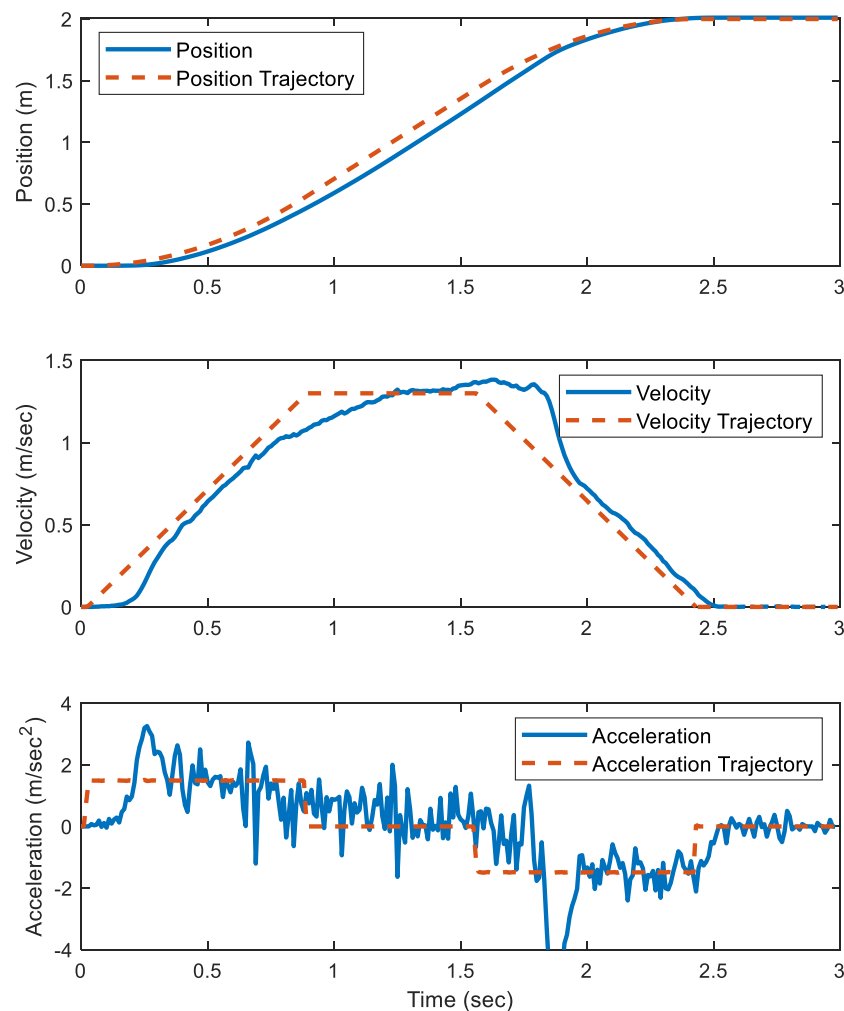 2
1.5
1
0.5
0
Position (m)
Position
Position Trajectory
0 0.5 1 1.5 2 2.5 3
1.5
1
0.5
0
Velocity (m/sec)
Velocity
Velocity Trajectory
0 0.5 1 1.5 2 2.5 3
4
2
0
-2
-4
Acceleration (m/sec²)
Acceleration
Acceleration Trajectory
0 0.5 1 1.5 2 2.5 3
Time (sec)